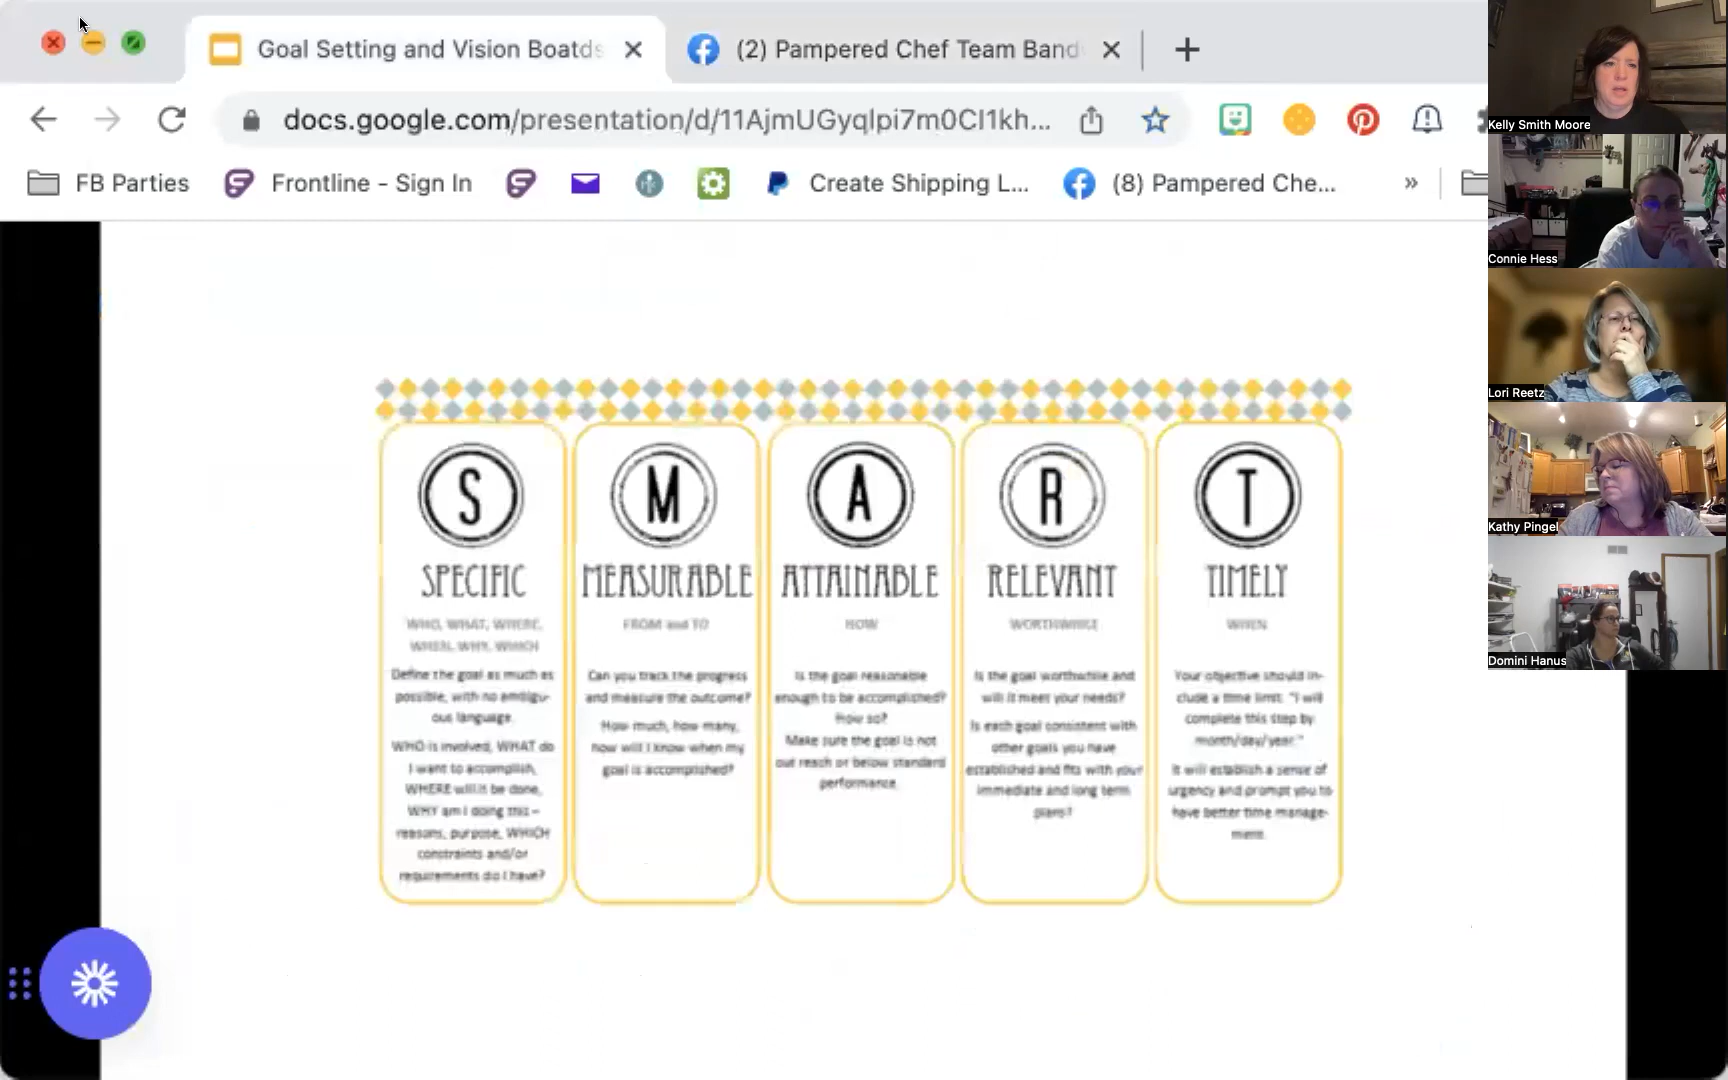 Goal Setting and Vision Boatds
(2) Pampered Chef Team Band
docs.google.com/presentation/d/11AjmUGyqlpi7m0CI1kh...
FB Parties
Frontline - Sign In
Create Shipping L...
(8) Pampered Che...
»
Kelly Smith Moore
Connie Hess
Lori Reetz
Kathy Pingel
Domini Hanus
S
SPECIFIC
WHO, WHAT, WHERE,
WHEN, WHY, WHICH
Define the goal as much as
possible, with no ambigu-
ous language.
WHO is involved, WHAT do
I want to accomplish,
WHERE will it be done,
WHY am I doing this –
reasons, purpose, WHICH
constraints and/or
requirements do I have?
M
MEASURABLE
FROM and TO
Can you track the progress
and measure the outcome?
How much, how many,
how will I know when my
goal is accomplished?
A
ATTAINABLE
HOW
Is the goal reasonable
enough to be accomplished?
How so?
Make sure the goal is not
out reach or below standard
performance.
R
RELEVANT
WORTHWHILE
Is the goal worthwhile and
will it meet your needs?
Is each goal consistent with
other goals you have
established and fits with your
immediate and long term
plans?
T
TIMELY
WHEN
Your objective should in-
clude a time limit. "I will
complete this step by
month/day/year."
It will establish a sense of
urgency and prompt you to
have better time manage-
ment.